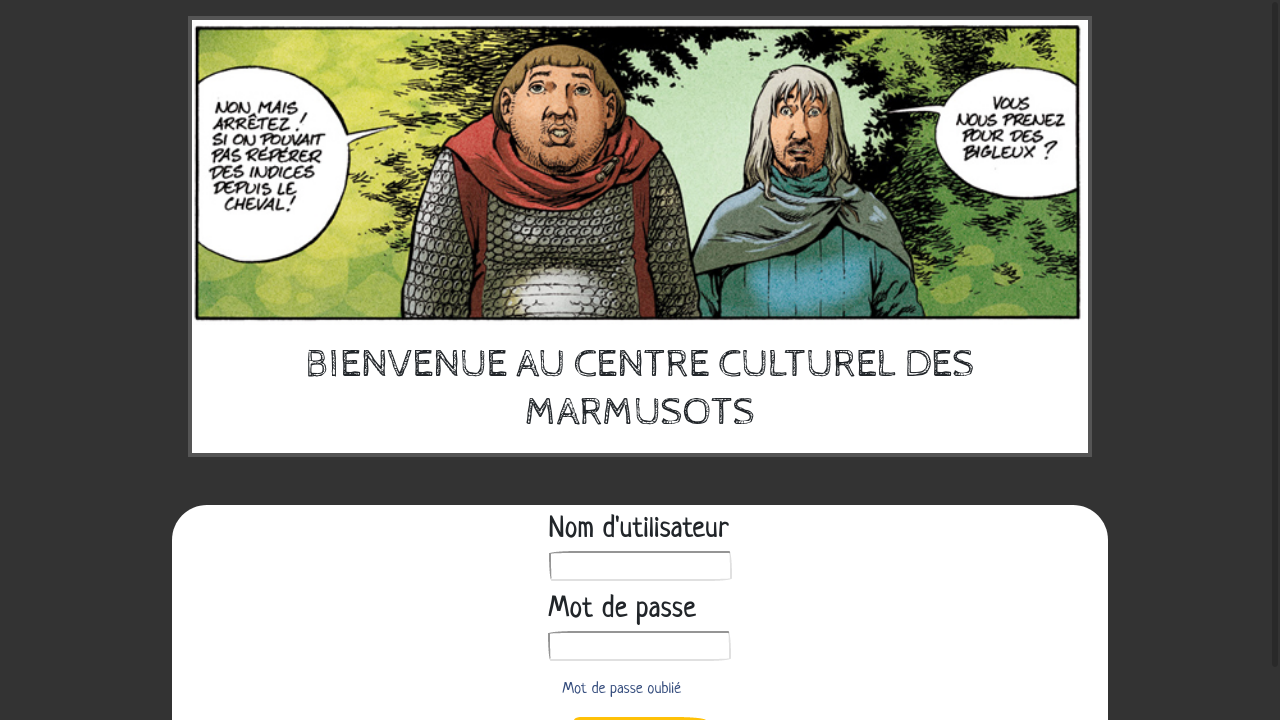 NON, MAIS
ARRÊTEZ !
SI ON POUVAIT
PAS REPÉRER
DES INDICES
DEPUIS LE
CHEVAL !
VOUS
NOUS PRENEZ
POUR DES
BIGLEUX ?
BIENVENUE AU CENTRE CULTUREL DES
MARMUSOTS
Nom d'utilisateur
Mot de passe
Mot de passe oublié